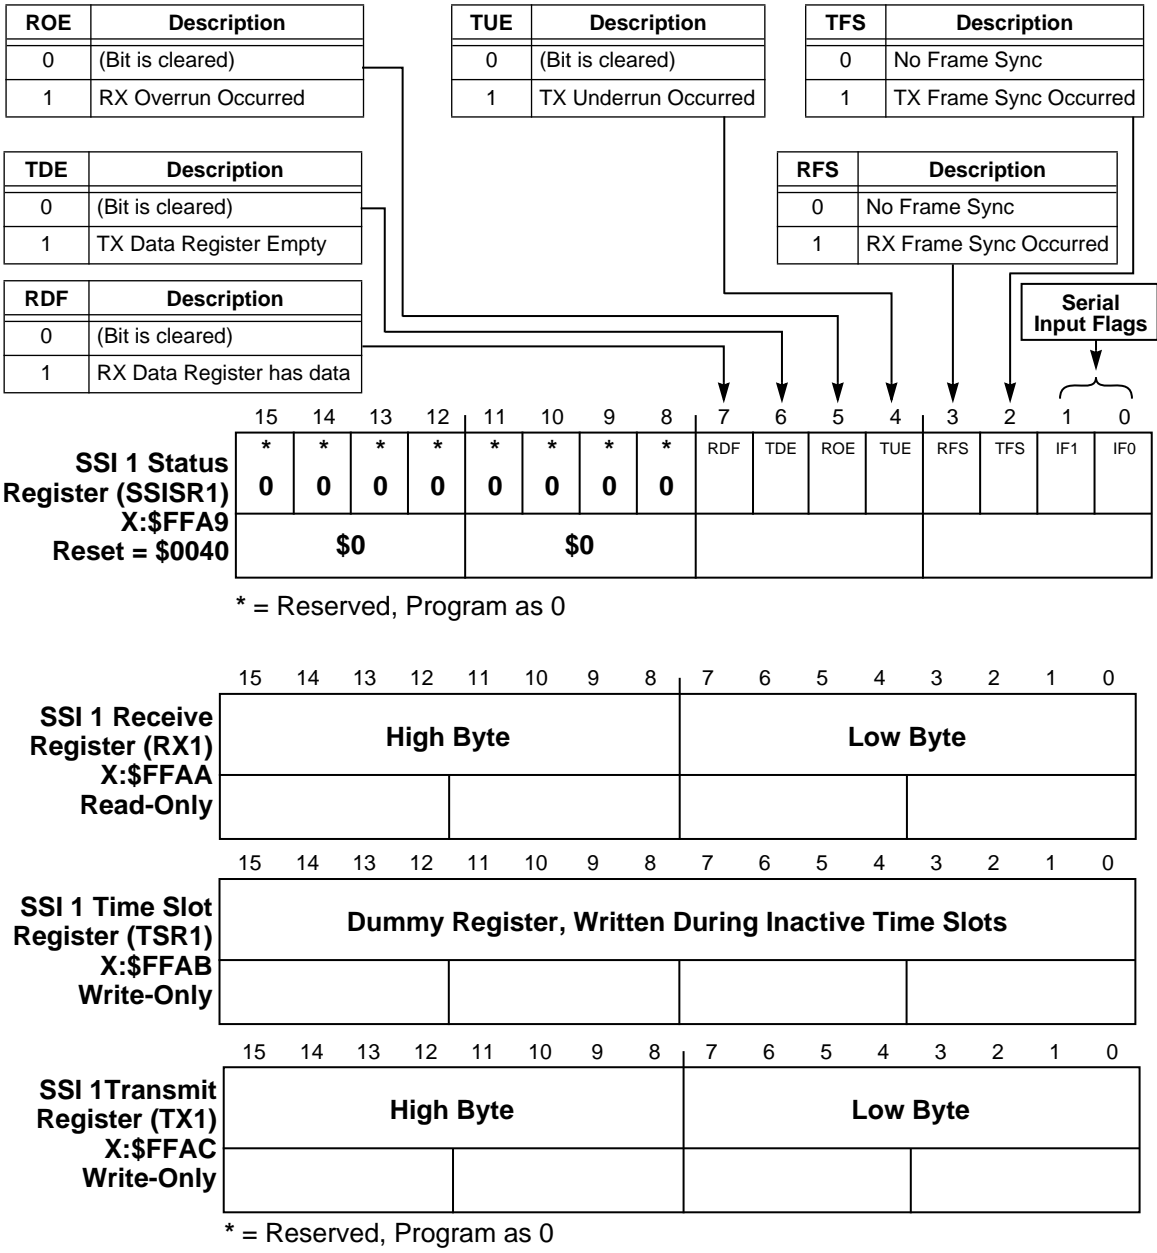 ROE Description
0 (Bit is cleared)
1 RX Overrun Occurred
TUE Description
0 (Bit is cleared)
1 TX Underrun Occurred
TFS Description
0 No Frame Sync
1 TX Frame Sync Occurred
TDE Description
0 (Bit is cleared)
1 TX Data Register Empty
RFS Description
0 No Frame Sync
1 RX Frame Sync Occurred
RDF Description
0 (Bit is cleared)
1 RX Data Register has data
Serial
Input Flags
15 14 13 12 11 10 9 8 7 6 5 4 3 2 1 0
* * * * * * * * RDF TDE ROE TUE RFS TFS IF1 IF0
0 0 0 0 0 0 0 0
$0 $0
SSI 1 Status
Register (SSISR1)
X:$FFA9
Reset = $0040
* = Reserved, Program as 0
15 14 13 12 11 10 9 8 7 6 5 4 3 2 1 0
SSI 1 Receive
Register (RX1)
X:$FFAA
Read-Only
High Byte Low Byte
15 14 13 12 11 10 9 8 7 6 5 4 3 2 1 0
SSI 1 Time Slot
Register (TSR1)
X:$FFAB
Write-Only
Dummy Register, Written During Inactive Time Slots
15 14 13 12 11 10 9 8 7 6 5 4 3 2 1 0
SSI 1Transmit
Register (TX1)
X:$FFAC
Write-Only
High Byte Low Byte
* = Reserved, Program as 0